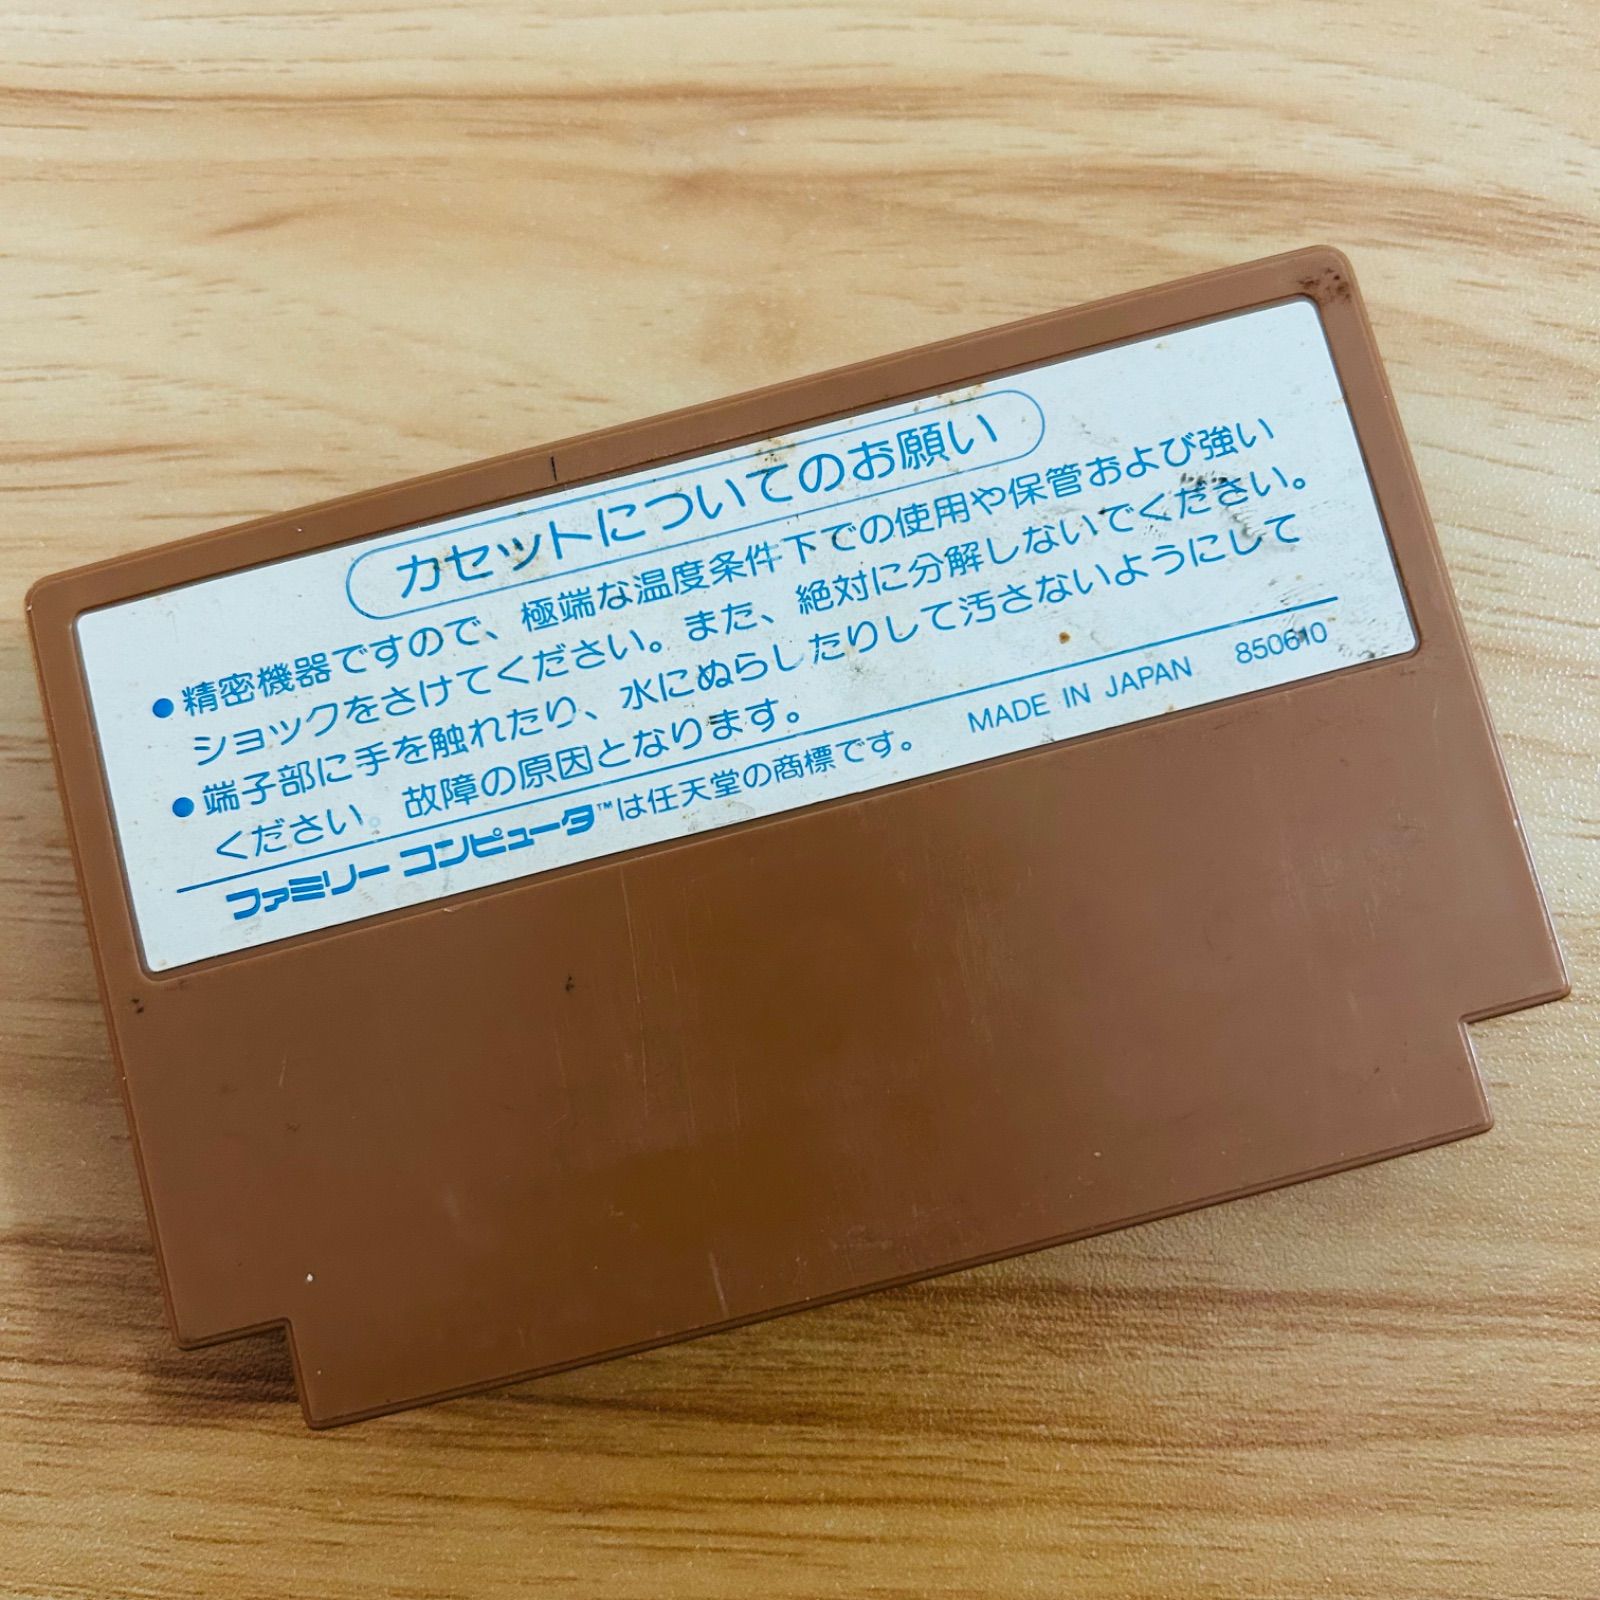 カセットについてのお願い
●精密機器ですので、極端な温度条件下での使用や保管および強い
ショックをさけてください。また、絶対に分解しないでください。
●端子部に手を触れたり、水にぬらしたりして汚さないようにして
ください。故障の原因となります。
ファミリー コンピュータ™は任天堂の商標です。 MADE IN JAPAN 850610